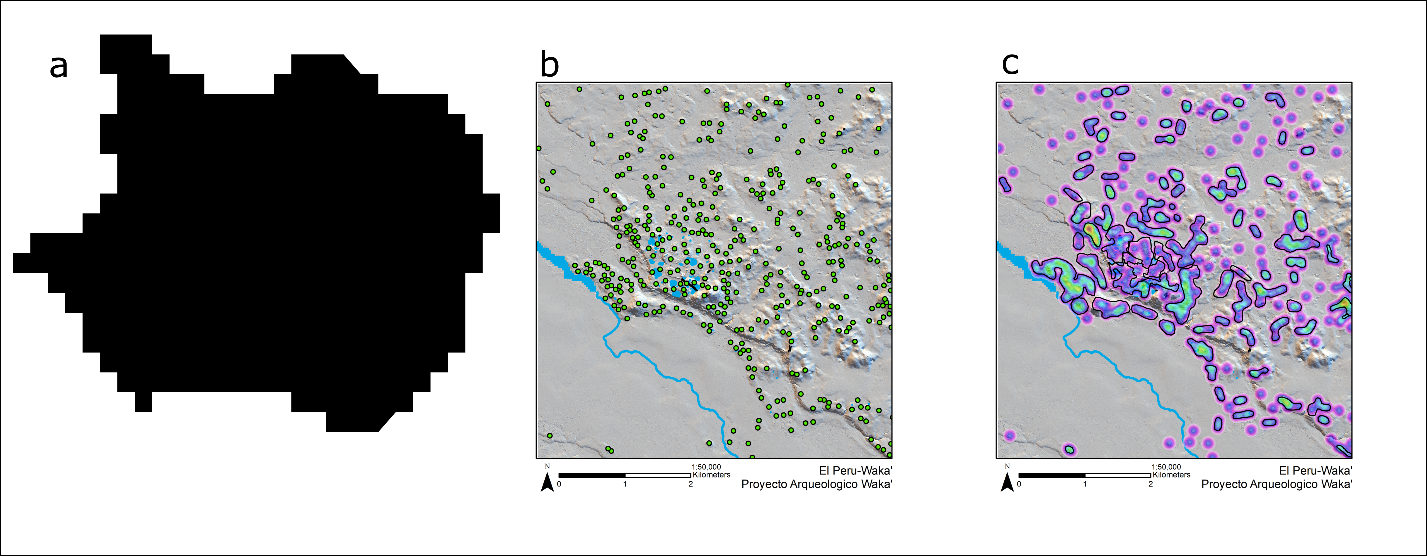 a
b
c
N
1:50,000
Kilometers
0 1 2
El Peru-Waka'
Proyecto Arqueologico Waka'
N
1:50,000
Kilometers
0 1 2
El Peru-Waka'
Proyecto Arqueologico Waka'